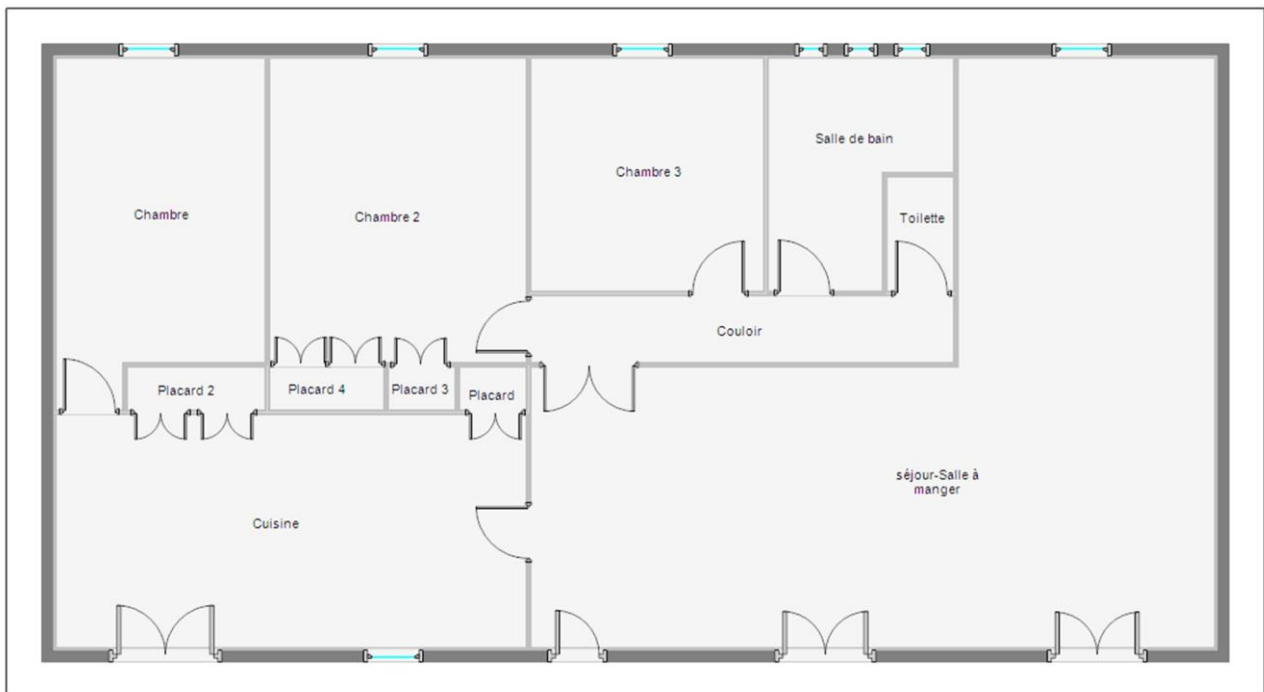 Salle de bain
Chambre 3
Chambre
Chambre 2
Toilette
Couloir
Placard 2
Placard 4
Placard 3
Placard
séjour-Salle à
manger
Cuisine